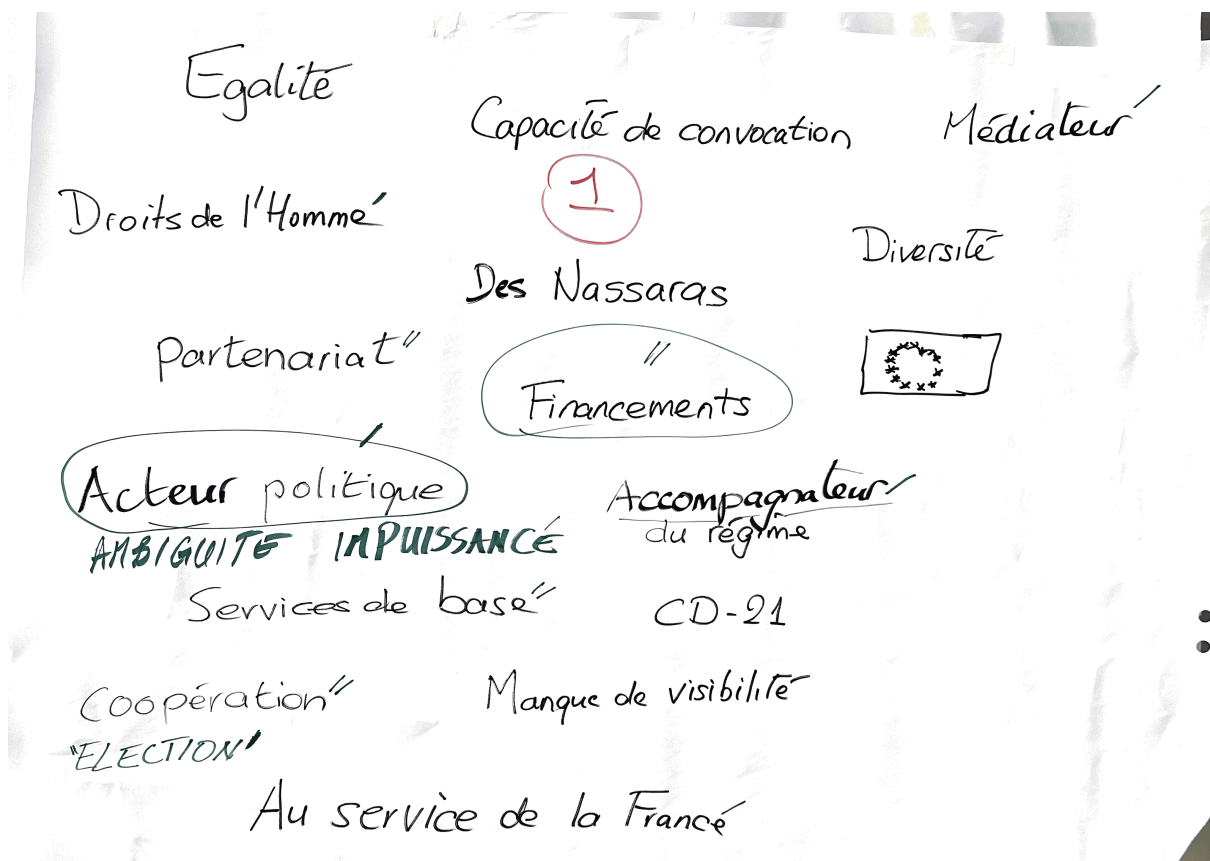 Egalité
Capacité de convocation
Médiateur
1
Droits de l'Homme
Diversité
Des Nassaras
Partenariat
Financements
Acteur politique
Accompagnateur
du régime
AMBIGUITE IMPUISSANCE
Services de base
CD-21
Coopération
Manque de visibilité
"ELECTION"
Au service de la France